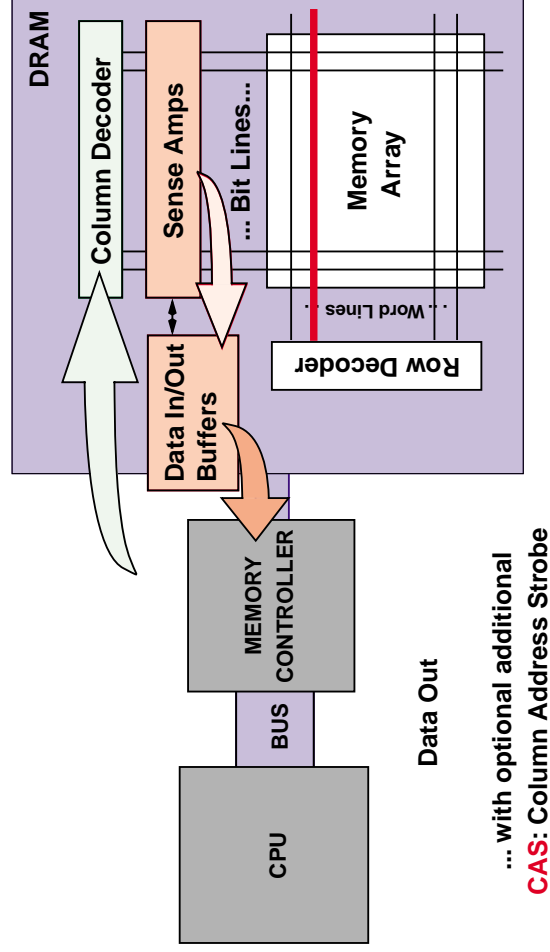 DRAM
Column Decoder
Sense Amps
... Bit Lines...
Memory
Array
... Word Lines ...
Row Decoder
Data In/Out
Buffers
MEMORY
CONTROLLER
BUS
CPU
Data Out
... with optional additional
CAS: Column Address Strobe